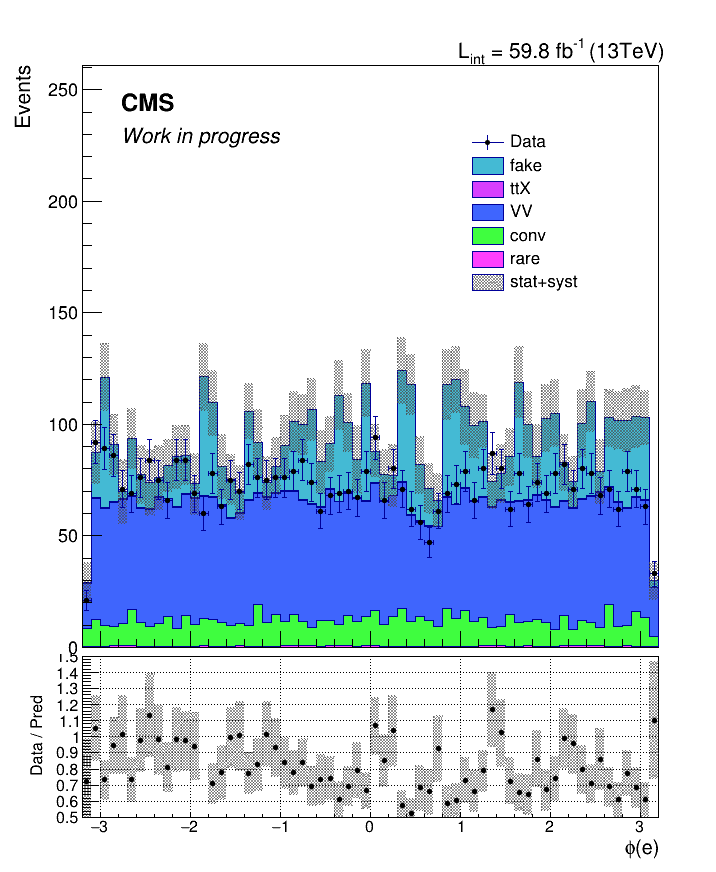 L_int = 59.8 fb⁻¹ (13TeV)
Events
250
200
150
100
50
0
CMS
Work in progress
Data
fake
ttX
VV
conv
rare
stat+syst
Data / Pred
1.5
1.4
1.3
1.2
1.1
1
0.9
0.8
0.7
0.6
0.5
−3 −2 −1 0 1 2 3
ϕ(e)